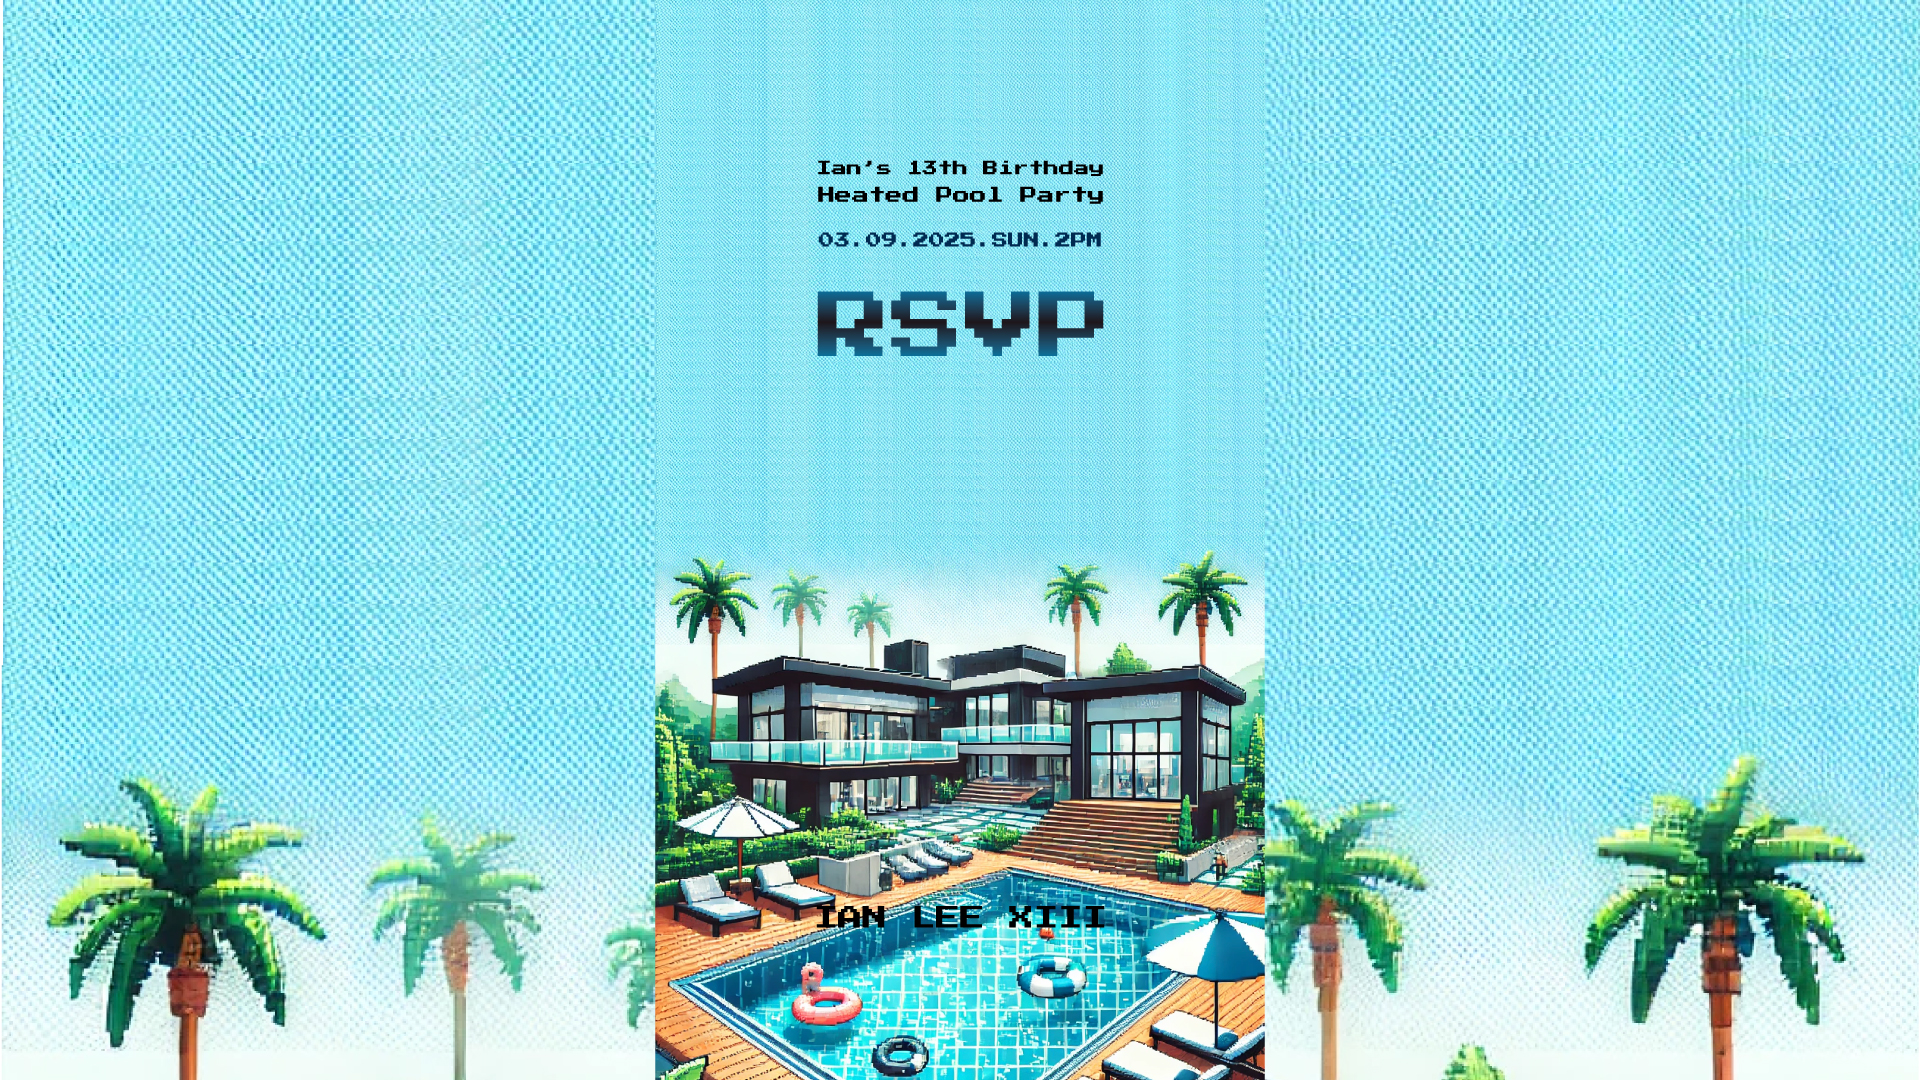 Ian's 13th Birthday
Heated Pool Party
03.09.2025.SUN.2PM
RSVP
IAN LEE XIII